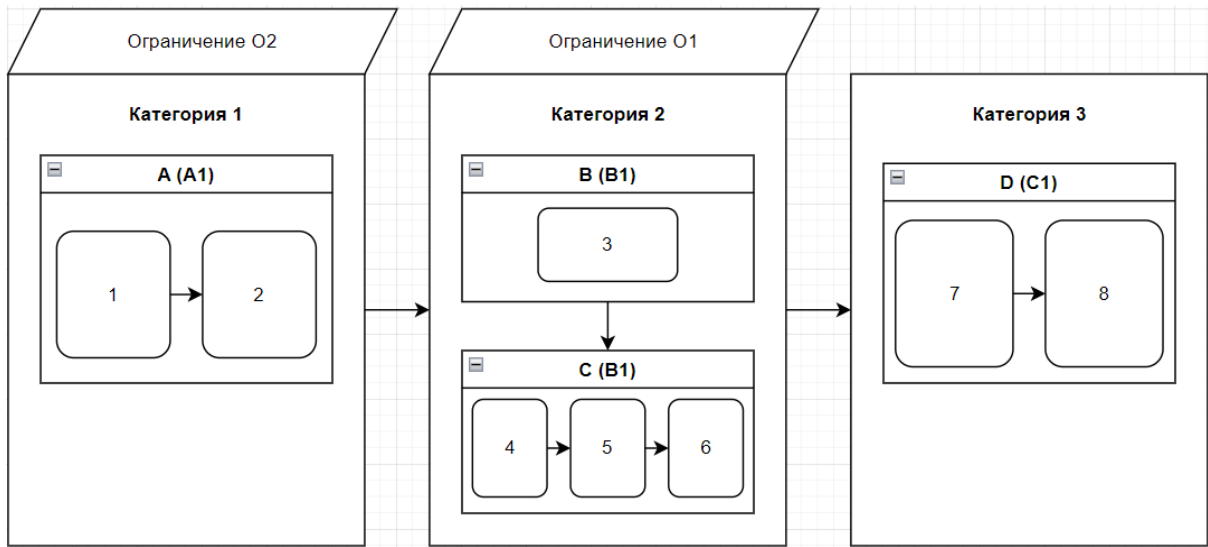 Ограничение О2
Ограничение О1
Категория 1
Категория 2
Категория 3
A (A1)
B (B1)
D (C1)
1
2
3
7
8
C (B1)
4
5
6